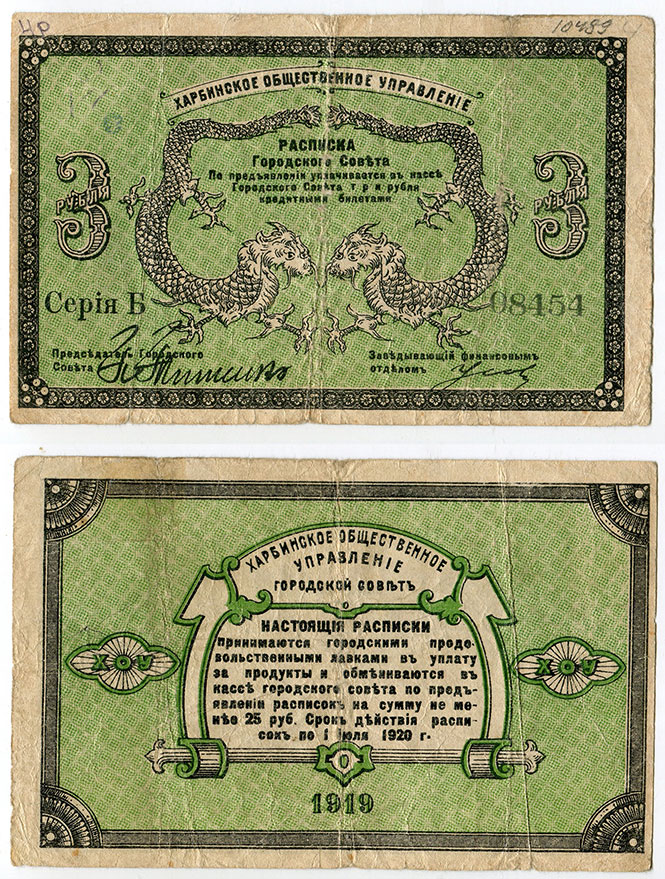 ЧР
10489
ХАРБИНСКОЕ ОБЩЕСТВЕННОЕ УПРАВЛЕНІЕ
РАСПИСКА
Городского Совѣта
По предъявленіи уплачивается въ кассѣ
Городского Совѣта три рубля
кредитными билетами
3
РУБЛЯ
3
РУБЛЯ
Серія Б
08454
Предсѣдатель Городского
Совѣта
Завѣдывающій финансовымъ
отдѣломъ
ХАРБИНСКОЕ ОБЩЕСТВЕННОЕ
УПРАВЛЕНІЕ
ГОРОДСКОЙ СОВѢТЪ
НАСТОЯЩІЯ РАСПИСКИ
принимаются городскими продо-
вольственными лавками въ уплату
за продукты и обмѣниваются въ
кассѣ городского совѣта по предъ-
явленіи расписокъ на сумму не ме-
нѣе 25 руб. Срокъ дѣйствія распи-
сокъ по 1 іюля 1920 г.
ХОУ
ХОУ
1919